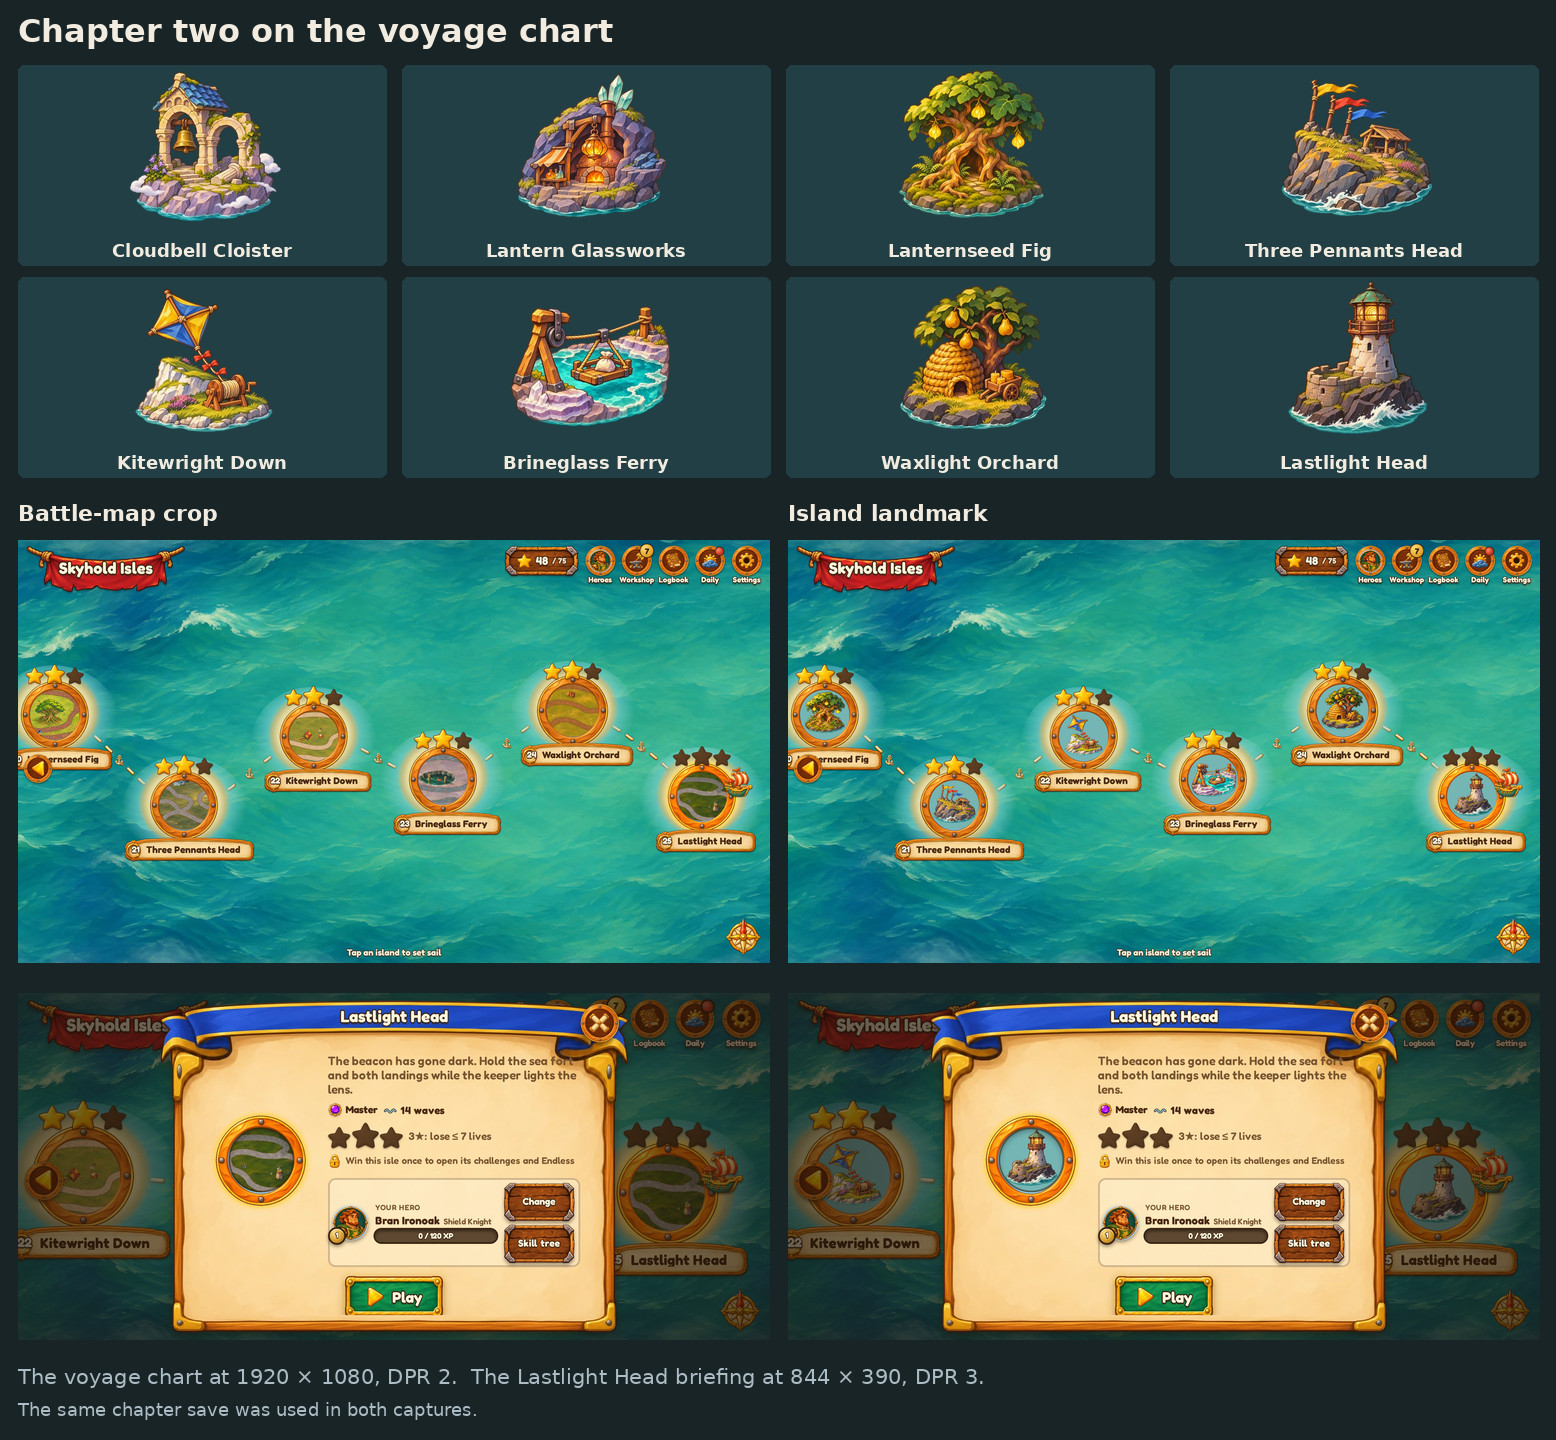 Chapter two on the voyage chart
Cloudbell Cloister
Lantern Glassworks
Lanternseed Fig
Three Pennants Head
Kitewright Down
Brineglass Ferry
Waxlight Orchard
Lastlight Head
Battle-map crop
Skyhold Isles
48 /75
7
Heroes
Workshop
Logbook
Daily
Settings
ernseed Fig
21 Three Pennants Head
22 Kitewright Down
23 Brineglass Ferry
24 Waxlight Orchard
25 Lastlight Head
Tap an island to set sail
Island landmark
Skyhold Isles
48 /75
7
Heroes
Workshop
Logbook
Daily
Settings
ernseed Fig
21 Three Pennants Head
22 Kitewright Down
23 Brineglass Ferry
24 Waxlight Orchard
25 Lastlight Head
Tap an island to set sail
Skyhold Isles
7
Logbook
Daily
Settings
Lastlight Head
The beacon has gone dark. Hold the sea fort
and both landings while the keeper lights the
lens.
Master 14 waves
3★: lose ≤ 7 lives
Win this isle once to open its challenges and Endless
YOUR HERO
Bran Ironoak Shield Knight
1
0 / 120 XP
Change
Skill tree
Play
22 Kitewright Down
5 Lastlight Head
Skyhold Isles
7
Logbook
Daily
Settings
Lastlight Head
The beacon has gone dark. Hold the sea fort
and both landings while the keeper lights the
lens.
Master 14 waves
3★: lose ≤ 7 lives
Win this isle once to open its challenges and Endless
YOUR HERO
Bran Ironoak Shield Knight
1
0 / 120 XP
Change
Skill tree
Play
22 Kitewright Down
5 Lastlight Head
The voyage chart at 1920 × 1080, DPR 2. The Lastlight Head briefing at 844 × 390, DPR 3.
The same chapter save was used in both captures.